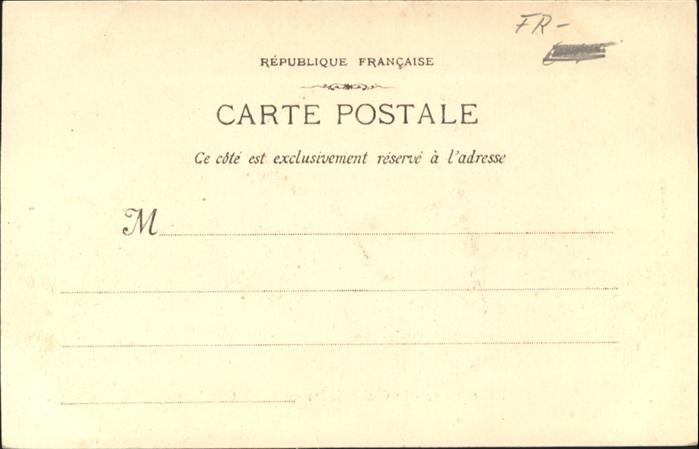 FR-
RÉPUBLIQUE FRANÇAISE
CARTE POSTALE
Ce côté est exclusivement réservé à l'adresse
M